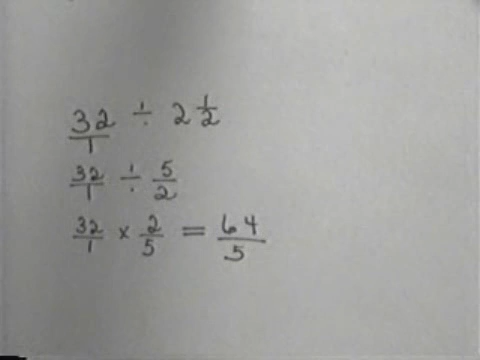 32/1 ÷ 2 1/2
32/1 ÷ 5/2
32/1 × 2/5 = 64/5